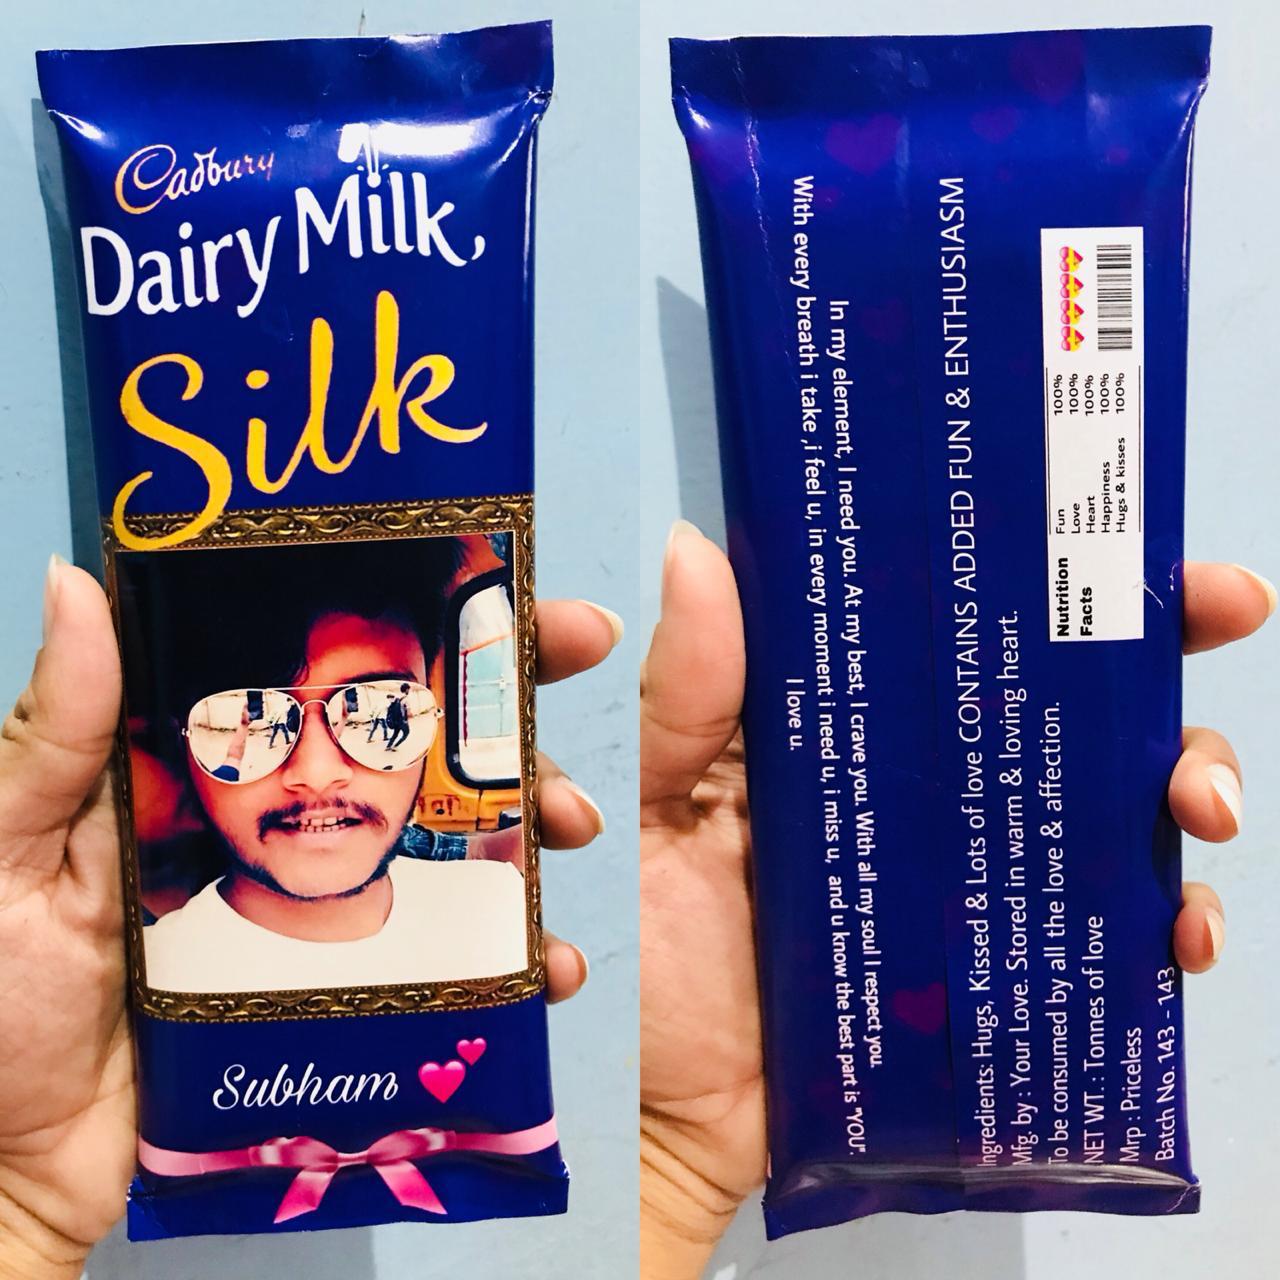 Cadbury
Dairy Milk
Silk
Subham
With every breath i take ,i feel u, in every moment i need u, i miss u, and u know the best part is "YOU".
In my element, I need you. At my best, I crave you. With all my soul I respect you.
I love u.
Ingredients: Hugs, Kissed & Lots of love CONTAINS ADDED FUN & ENTHUSIASM
Mfg. by : Your Love. Stored in warm & loving heart.
To be consumed by all the love & affection.
NET WT. : Tonnes of love
Mrp : Priceless
Batch No. 143 - 143
Nutrition
Facts
Fun 100%
Love 100%
Heart 100%
Happiness 100%
Hugs & kisses 100%